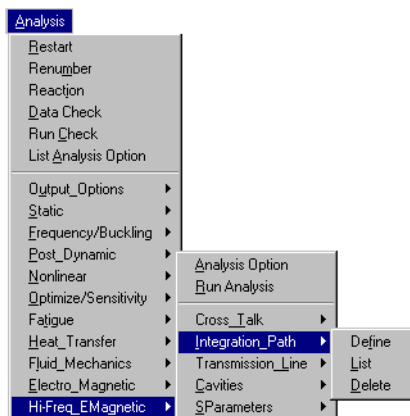 Analysis
Restart
Renumber
Reaction
Data Check
Run Check
List Analysis Option
Output_Options
Static
Frequency/Buckling
Post_Dynamic
Nonlinear
Optimize/Sensitivity
Fatigue
Heat_Transfer
Fluid_Mechanics
Electro_Magnetic
Hi-Freq_EMagnetic
Analysis Option
Run Analysis
Cross_Talk
Integration_Path
Transmission_Line
Cavities
SParameters
Define
List
Delete